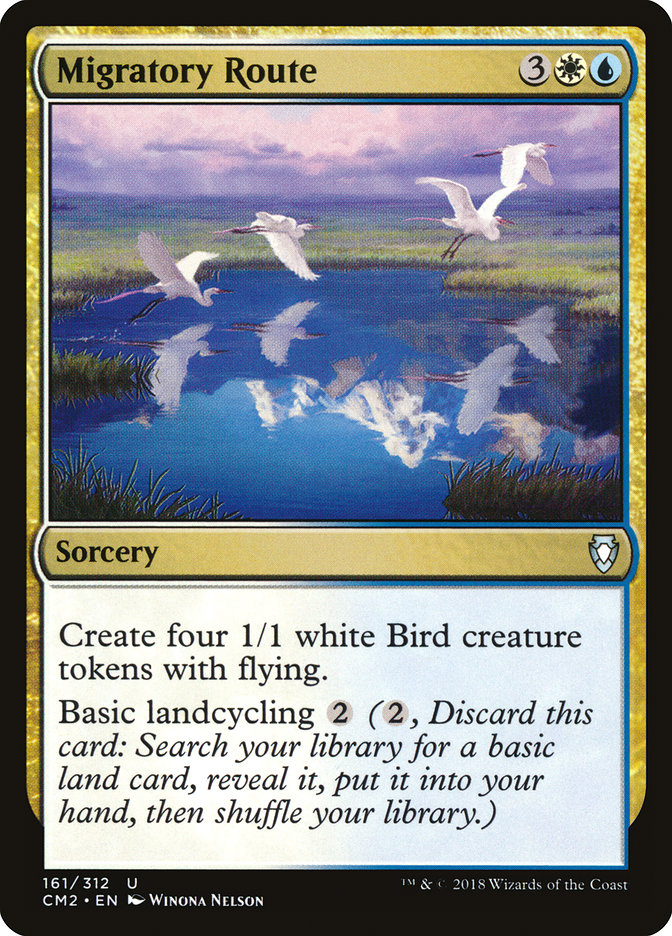 Migratory Route 3
Sorcery
Create four 1/1 white Bird creature
tokens with flying.
Basic landcycling 2 (2, Discard this
card: Search your library for a basic
land card, reveal it, put it into your
hand, then shuffle your library.)
161/312 U
CM2 • EN Winona Nelson
™ & © 2018 Wizards of the Coast